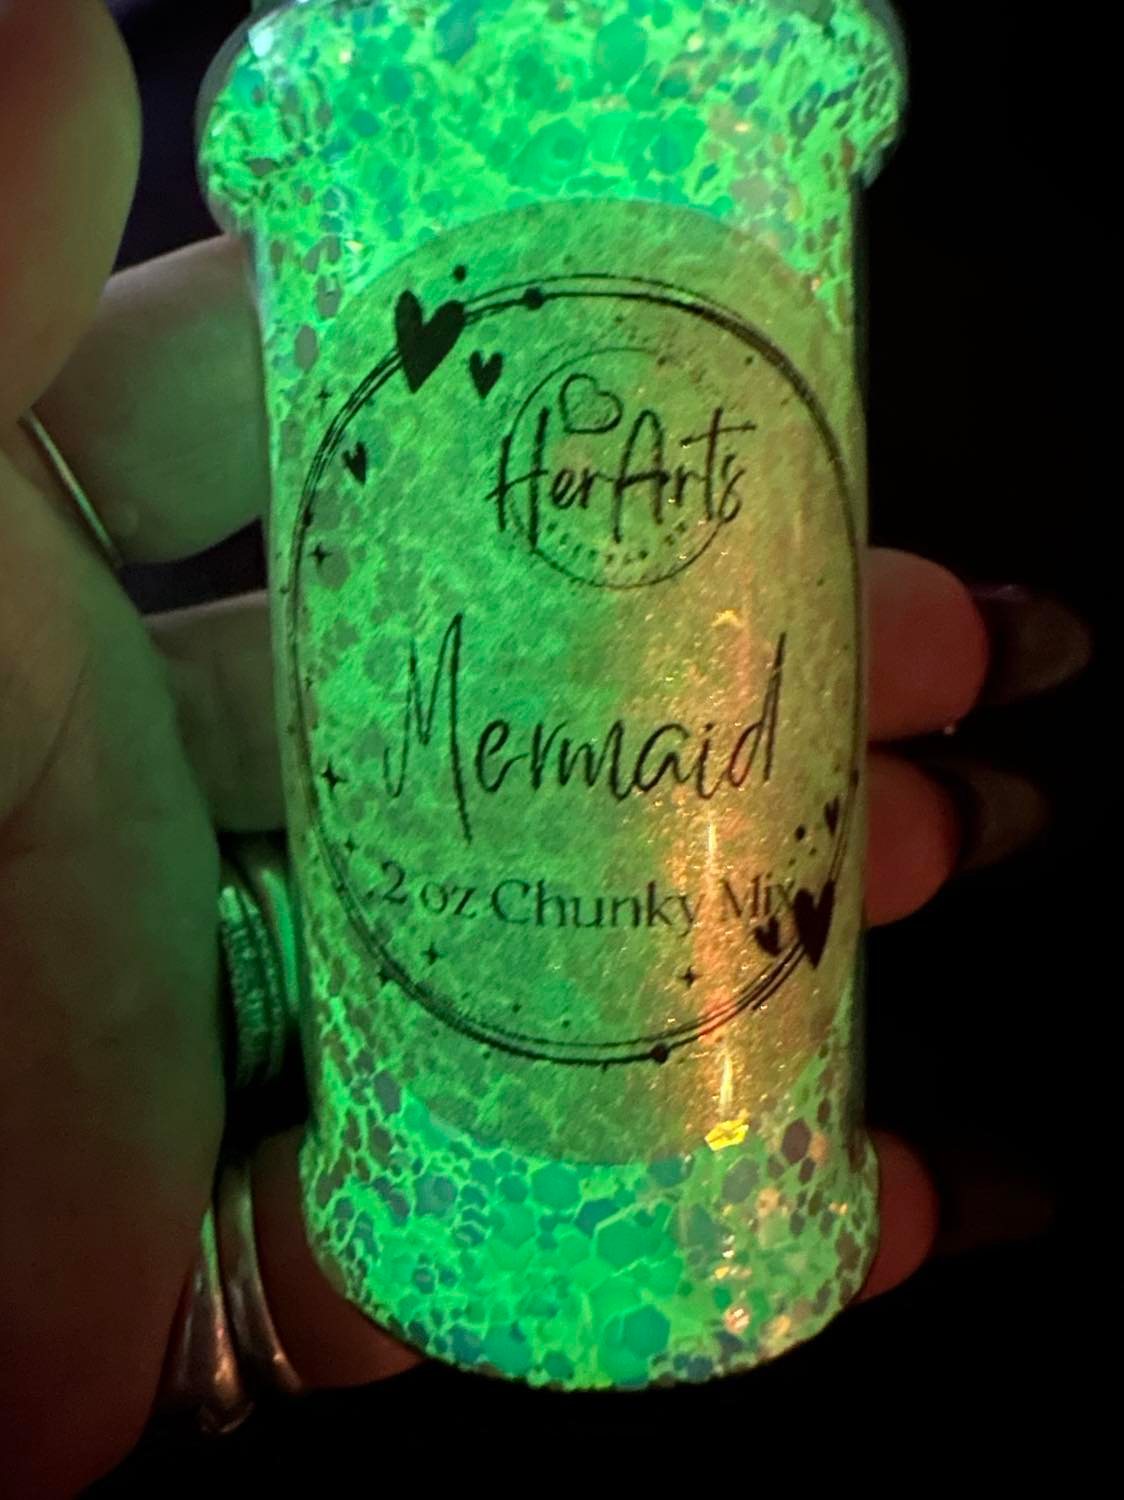 HerArts
Mermaid
2 oz Chunky Mix